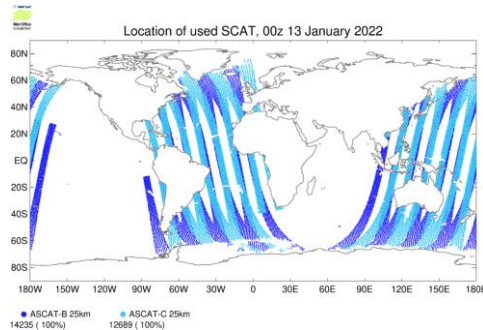 Met Office
Location of used SCAT, 00z 13 January 2022
80N
60N
40N
20N
EQ
20S
40S
60S
80S
180W 150W 120W 90W 60W 30W 0 30E 60E 90E 120E 150E 180E
ASCAT-B 25km ASCAT-C 25km
14235 ( 100%) 12689 ( 100%)